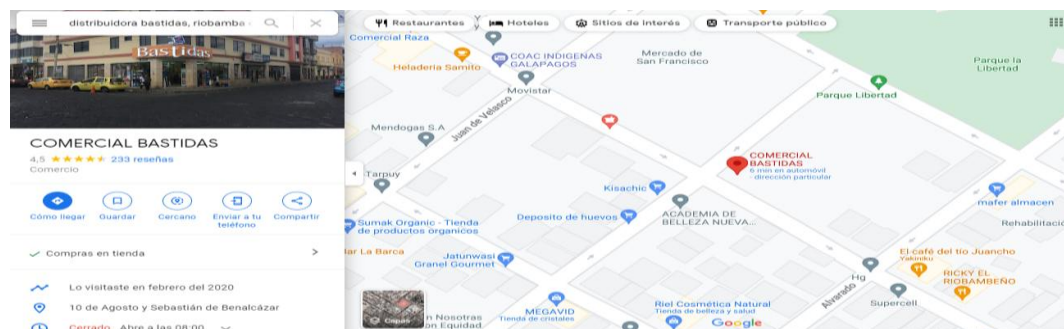 distribuidora bastidas, riobamba
Bastidas
COMERCIAL BASTIDAS
4,5 233 reseñas
Comercio
Cómo llegar
Guardar
Cercano
Enviar a tu
teléfono
Compartir
Compras en tienda
Lo visitaste en febrero del 2020
10 de Agosto y Sebastián de Benalcázar
Cerrado Abre a las 08:00
Restaurantes
Hoteles
Sitios de interés
Transporte público
Comercial Raza
Heladeria Samito
COAC INDIGENAS
GALAPAGOS
Movistar
Mercado de
San Francisco
Parque la
Libertad
Parque Libertad
Juan de Velasco
Mendogas S.A
Tarpuy
COMERCIAL
BASTIDAS
6 min en automóvil
- dirección particular
Kisachic
Deposito de huevos
ACADEMIA DE
BELLEZA NUEVA...
mafer almacen
Rehabilitació
Sumak Organic - Tienda
de productos organicos
ar La Barca
Jatunwasi
Granel Gourmet
El café del tío Juancho
Yakiniku
RICKY EL
RIOBAMBEÑO
Hg
Alvarado
Supercell
Capas
n Nosotras
on Equidad
MEGAVID
Tienda de cristales
Riel Cosmética Natural
Tienda de belleza y salud
Google